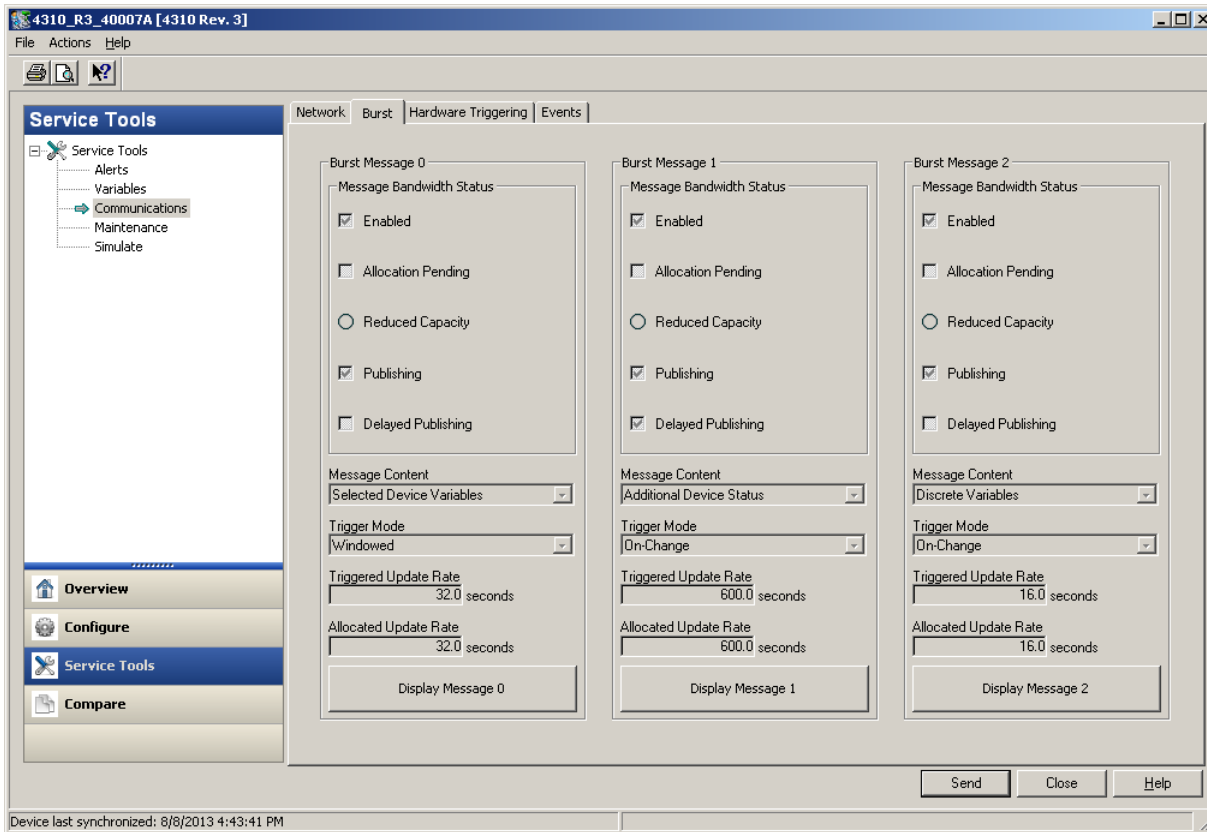 4310_R3_40007A [4310 Rev. 3]
File Actions Help
Service Tools
Service Tools
Alerts
Variables
Communications
Maintenance
Simulate
Overview
Configure
Service Tools
Compare
Network Burst Hardware Triggering Events
Burst Message 0
Message Bandwidth Status
Enabled
Allocation Pending
Reduced Capacity
Publishing
Delayed Publishing
Message Content
Selected Device Variables
Trigger Mode
Windowed
Triggered Update Rate
32.0 seconds
Allocated Update Rate
32.0 seconds
Display Message 0
Burst Message 1
Message Bandwidth Status
Enabled
Allocation Pending
Reduced Capacity
Publishing
Delayed Publishing
Message Content
Additional Device Status
Trigger Mode
On-Change
Triggered Update Rate
600.0 seconds
Allocated Update Rate
600.0 seconds
Display Message 1
Burst Message 2
Message Bandwidth Status
Enabled
Allocation Pending
Reduced Capacity
Publishing
Delayed Publishing
Message Content
Discrete Variables
Trigger Mode
On-Change
Triggered Update Rate
16.0 seconds
Allocated Update Rate
16.0 seconds
Display Message 2
Send Close Help
Device last synchronized: 8/8/2013 4:43:41 PM